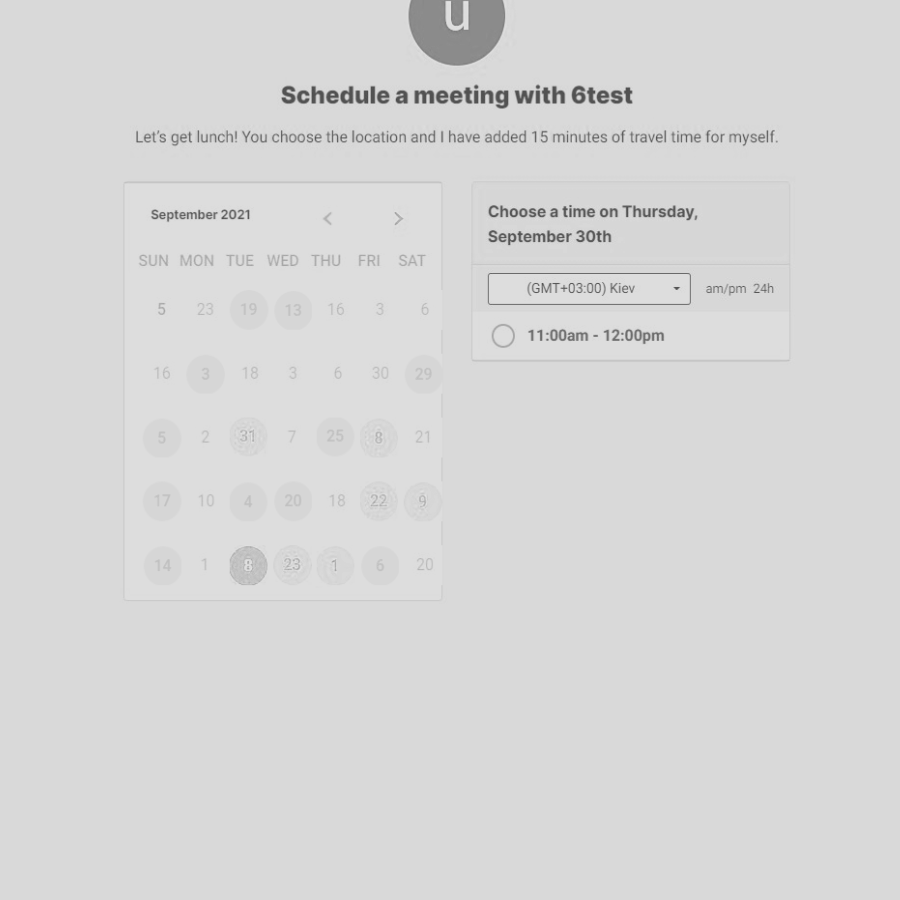 u
Schedule a meeting with 6test
Let's get lunch! You choose the location and I have added 15 minutes of travel time for myself.
September 2021
SUN MON TUE WED THU FRI SAT
5 23 19 13 16 3 6
16 3 18 3 6 30 29
5 2 31 7 25 8 21
17 10 4 20 18 22 9
14 1 8 23 1 6 20
Choose a time on Thursday,
September 30th
(GMT+03:00) Kiev
am/pm 24h
11:00am - 12:00pm